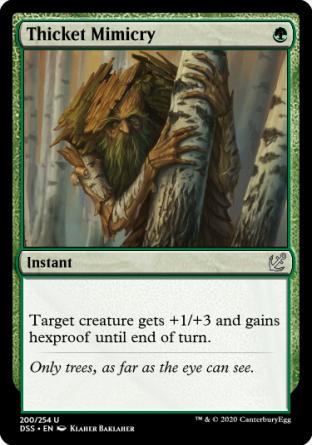 Thicket Mimicry
Instant
Target creature gets +1/+3 and gains
hexproof until end of turn.
Only trees, as far as the eye can see.
200/254 U
DSS • EN KLAHER BAKLAHER
™ & © 2020 CanterburyEgg